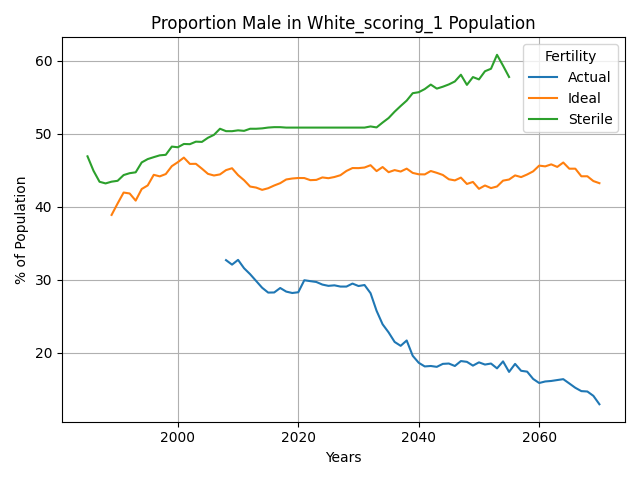 Proportion Male in White_scoring_1 Population
Fertility
Actual
Ideal
Sterile
% of Population
60
50
40
30
20
2000
2020
2040
2060
Years